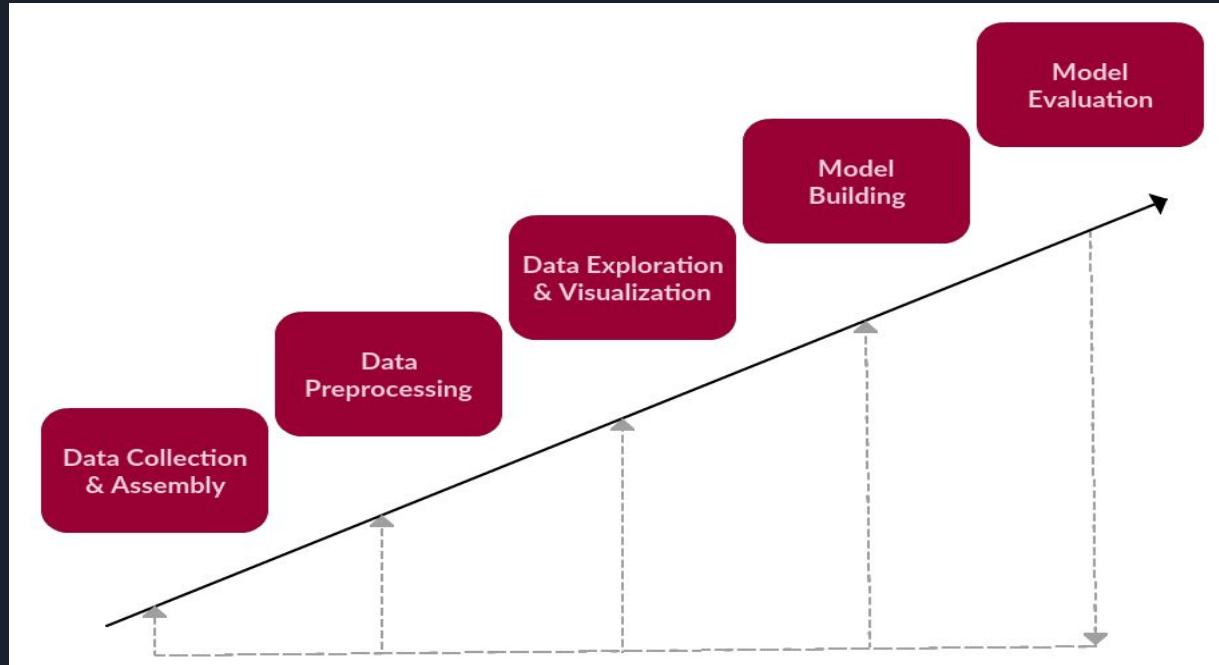 Model
Evaluation
Model
Building
Data Exploration
& Visualization
Data
Preprocessing
Data Collection
& Assembly